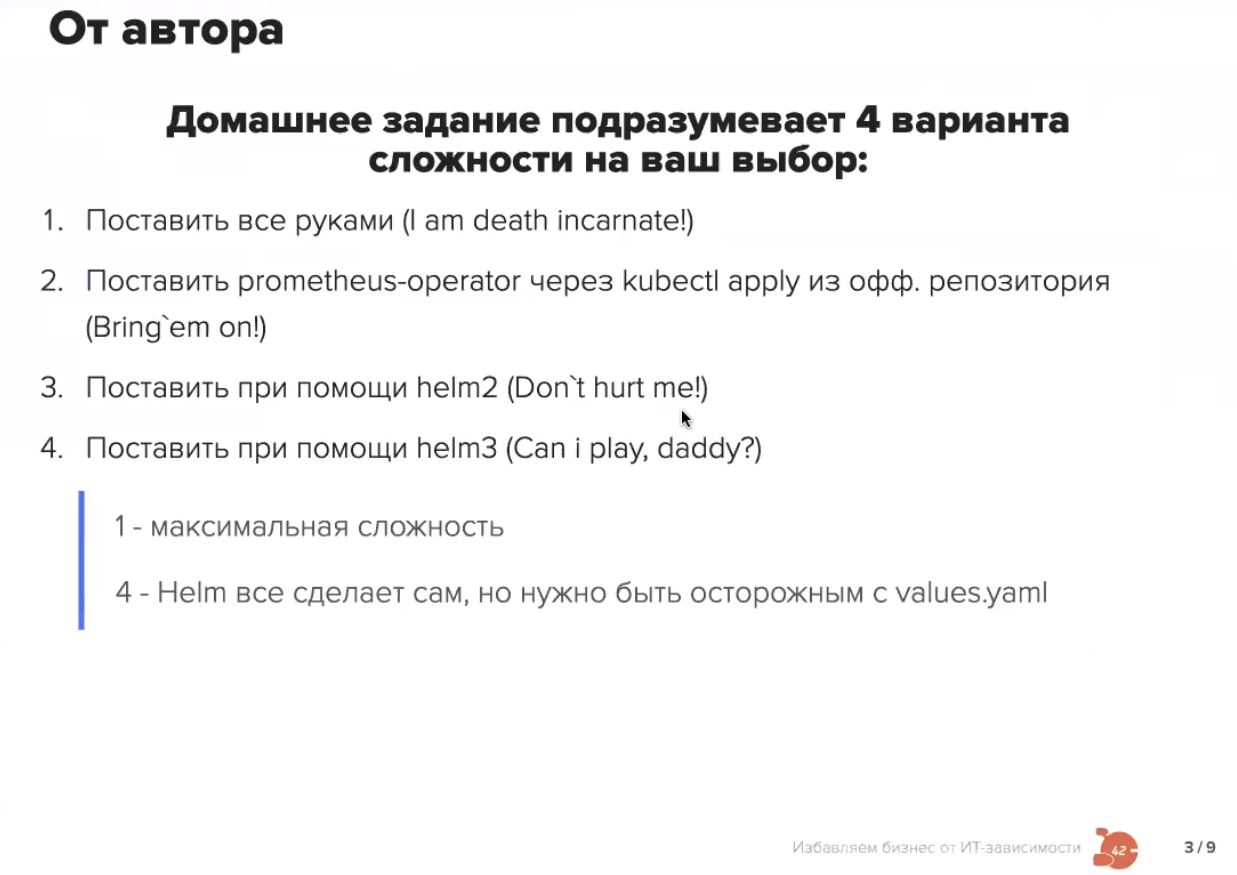 От автора
Домашнее задание подразумевает 4 варианта
сложности на ваш выбор:
1. Поставить все руками (I am death incarnate!)
2. Поставить prometheus-operator через kubectl apply из офф. репозитория
(Bring`em on!)
3. Поставить при помощи helm2 (Don`t hurt me!)
4. Поставить при помощи helm3 (Can i play, daddy?)
1 - максимальная сложность
4 - Helm все сделает сам, но нужно быть осторожным с values.yaml
Избавляем бизнес от ИТ-зависимости 42 3 / 9